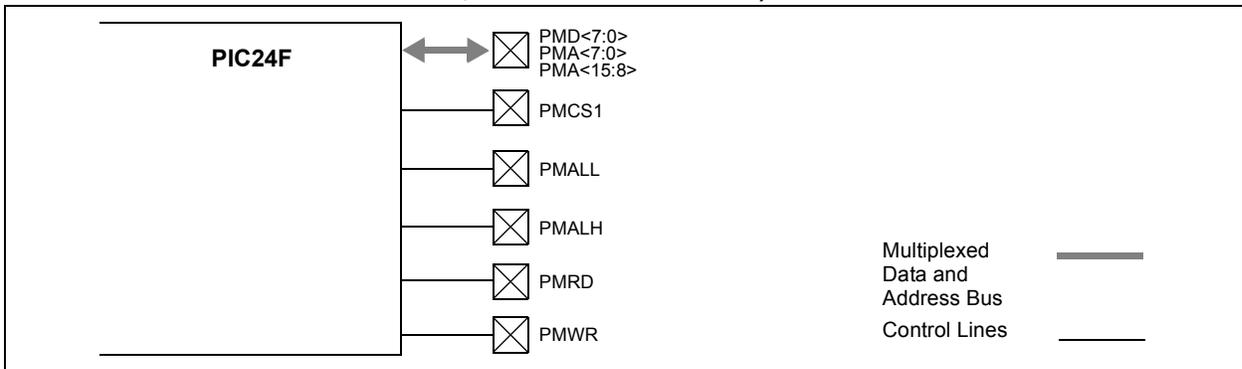 PIC24F
PMD<7:0>
PMA<7:0>
PMA<15:8>
PMCS1
PMALL
PMALH
PMRD
PMWR
Multiplexed
Data and
Address Bus
Control Lines